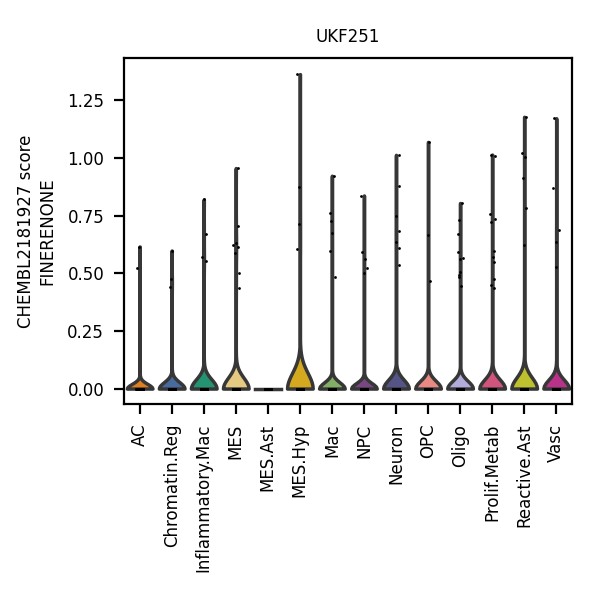 UKF251
CHEMBL2181927 score
FINERENONE
1.25
1.00
0.75
0.50
0.25
0.00
AC
Chromatin.Reg
Inflammatory.Mac
MES
MES.Ast
MES.Hyp
Mac
NPC
Neuron
OPC
Oligo
Prolif.Metab
Reactive.Ast
Vasc